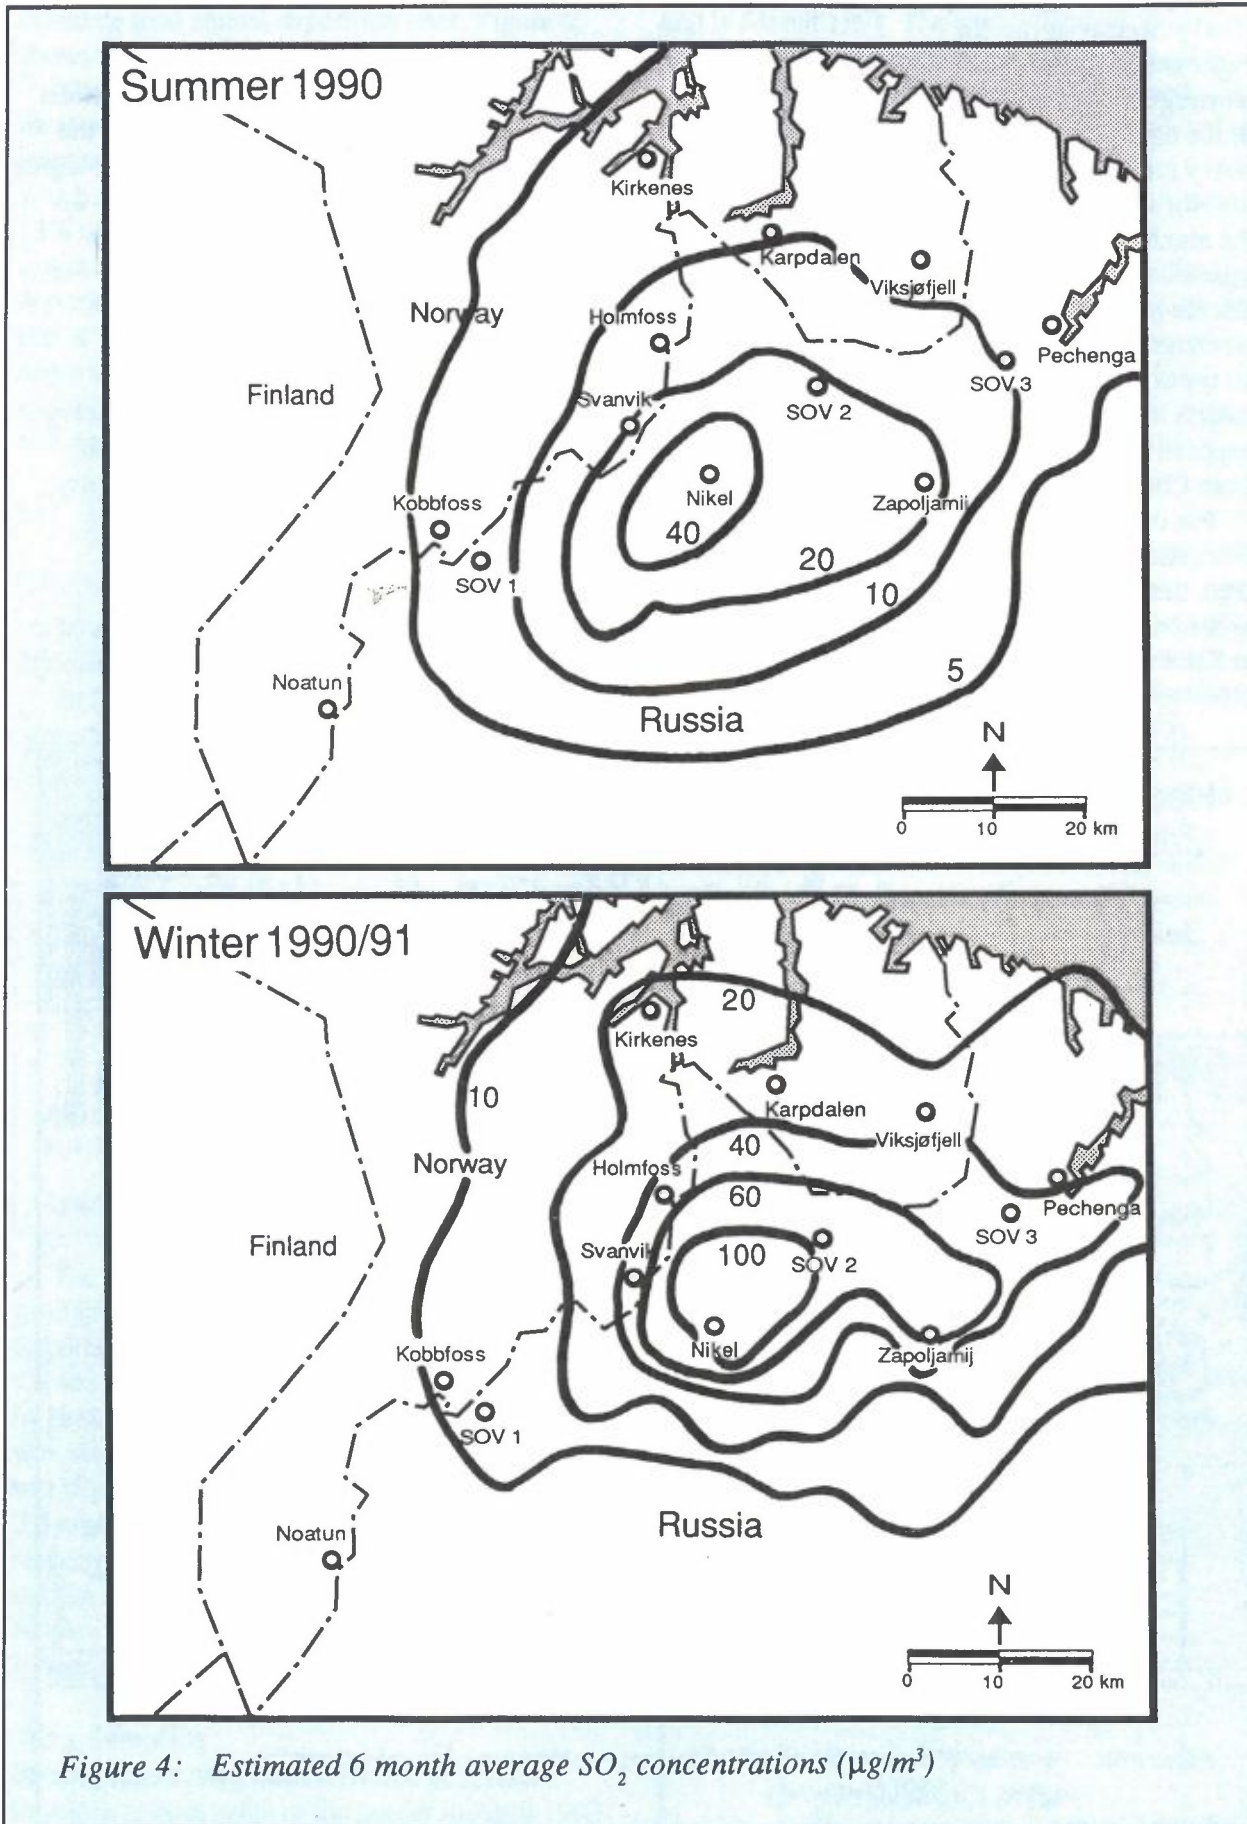 Summer 1990
Kirkenes
Karpdalen
Viksjøfjell
Norway
Holmfoss
Pechenga
SOV 3
Finland
Svanvik
SOV 2
Nikel
Kobbfoss
Zapoljarnij
40
20
SOV 1
10
5
Noatun
Russia
N
0 10 20 km
Winter 1990/91
20
Kirkenes
10
Karpdalen
40
Viksjøfjell
Norway
Holmfoss
60
Pechenga
SOV 3
Finland
Svanvik
100
SOV 2
Nikel
Kobbfoss
Zapoljarnij
SOV 1
Noatun
Russia
N
0 10 20 km
Figure 4: Estimated 6 month average SO₂ concentrations (μg/m³)